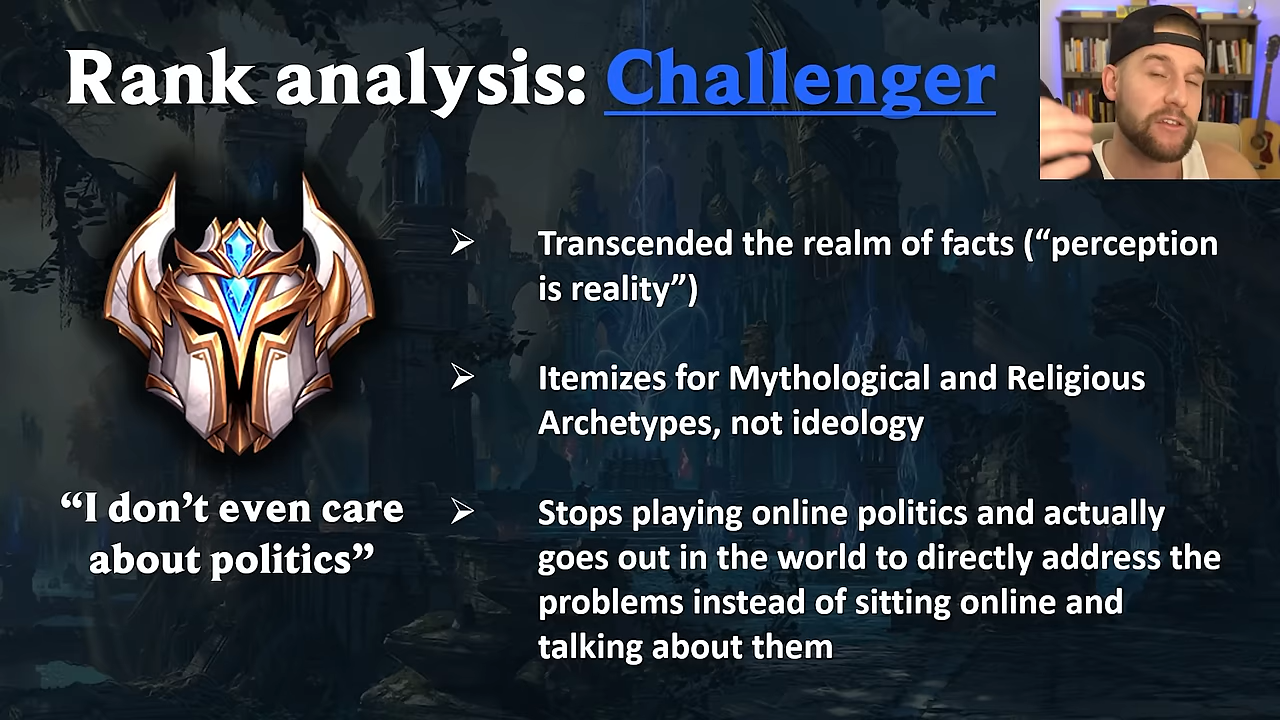 Rank analysis: Challenger
Transcended the realm of facts (“perception
is reality”)
Itemizes for Mythological and Religious
Archetypes, not ideology
Stops playing online politics and actually
goes out in the world to directly address the
problems instead of sitting online and
talking about them
“I don’t even care
about politics”